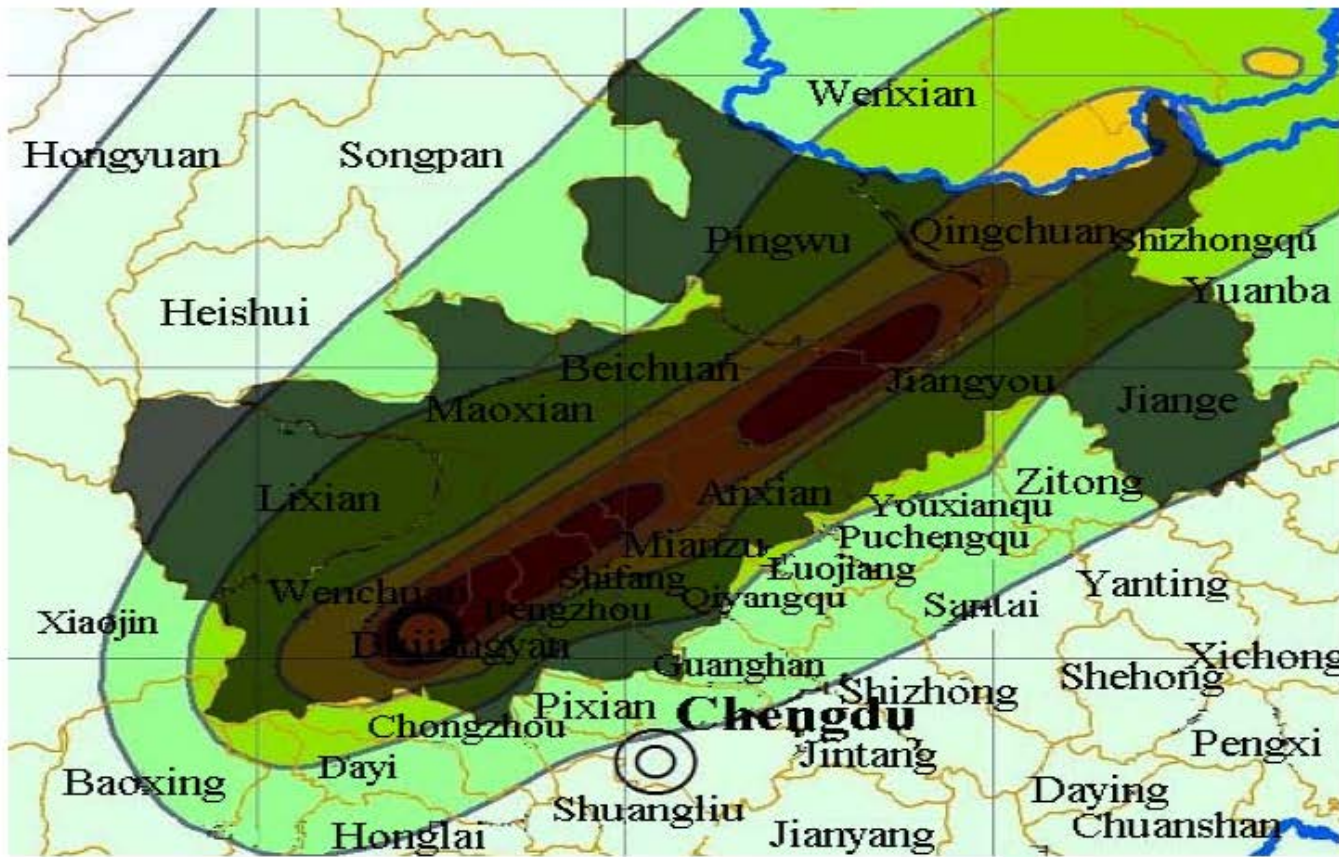 Wenxian
Hongyuan
Songpan
Pingwu
Qingchuan
Shizhongqu
Heishui
Yuanba
Beichuan
Jiangyou
Maoxian
Jiange
Lixian
Anxian
Zitong
Youxianqu
Puchengqu
Mianzu
Luojiang
Shifang
Yanting
Wenchuan
Qiyangqu
Pengzhou
Santai
Xiaojin
Dujiangyan
Guanghan
Xichong
Shehong
Shizhong
Pixian
Chengdu
Chongzhou
Jintang
Pengxi
Dayi
Baoxing
Daying
Shuangliu
Chuanshan
Honglai
Jianyang